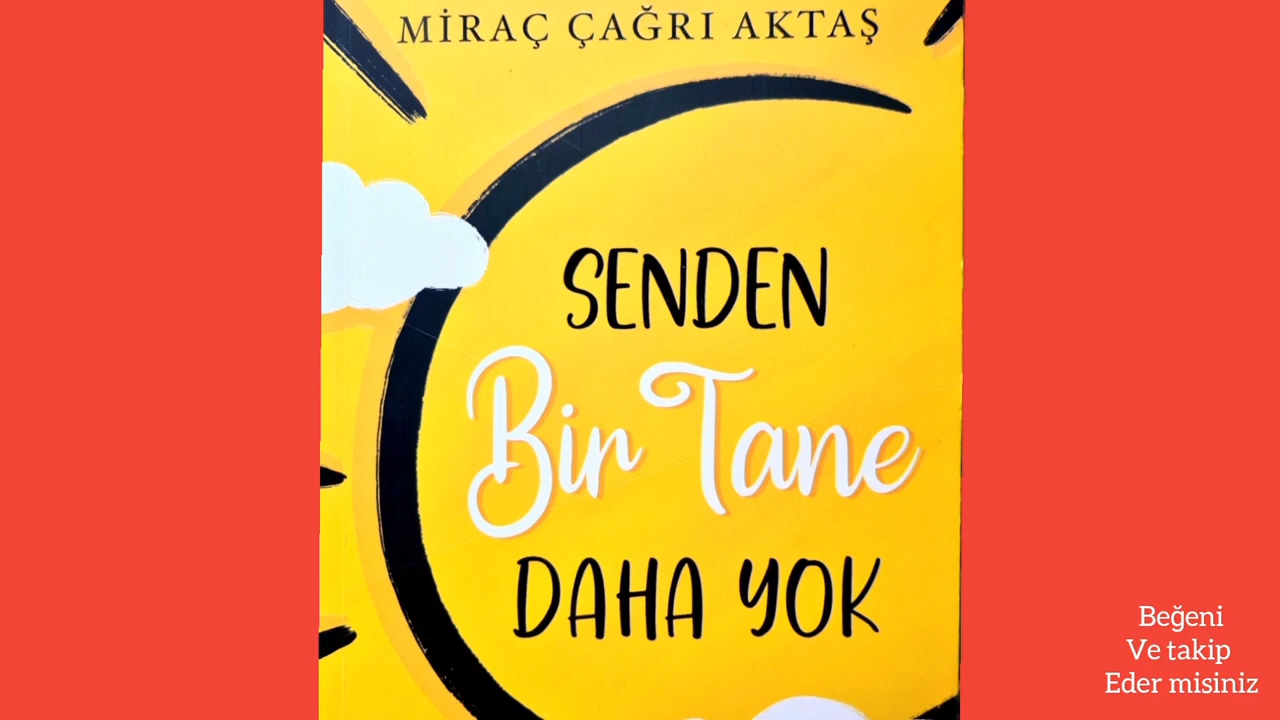 MİRAÇ ÇAĞRI AKTAŞ
SENDEN
Bir Tane
DAHA YOK
Beğeni
Ve takip
Eder misiniz